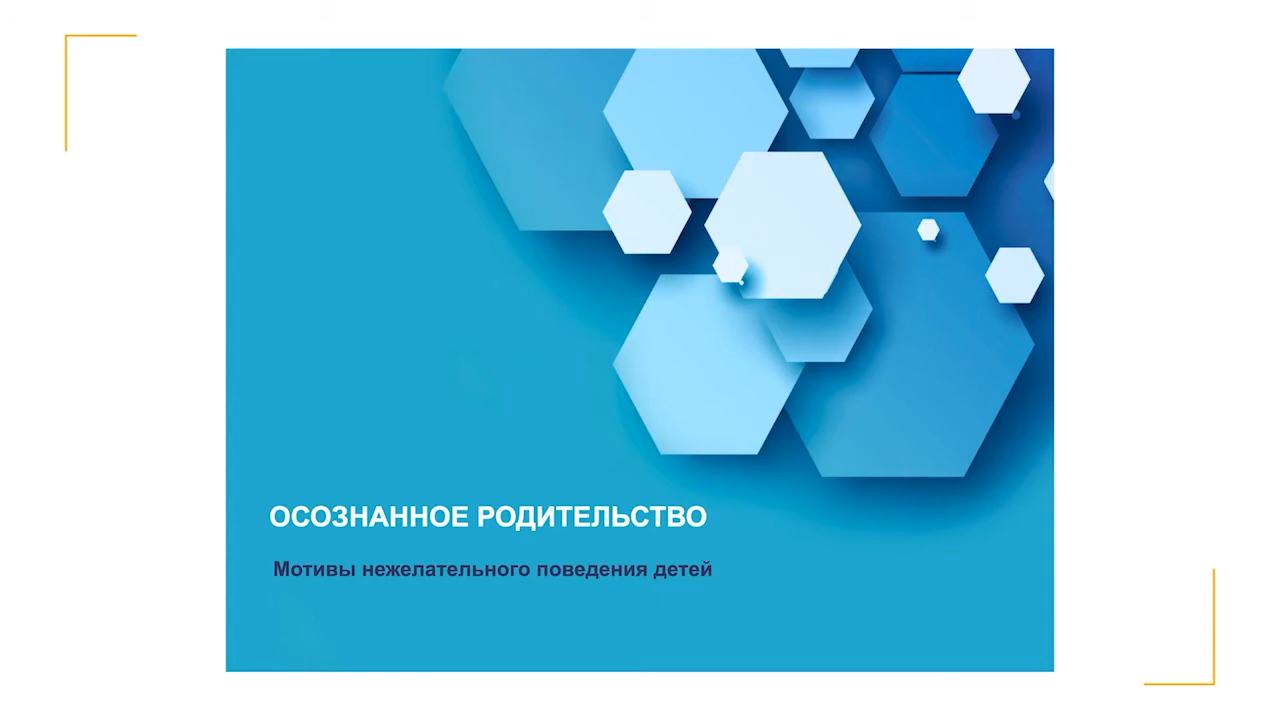 ОСОЗНАННОЕ РОДИТЕЛЬСТВО
Мотивы нежелательного поведения детей